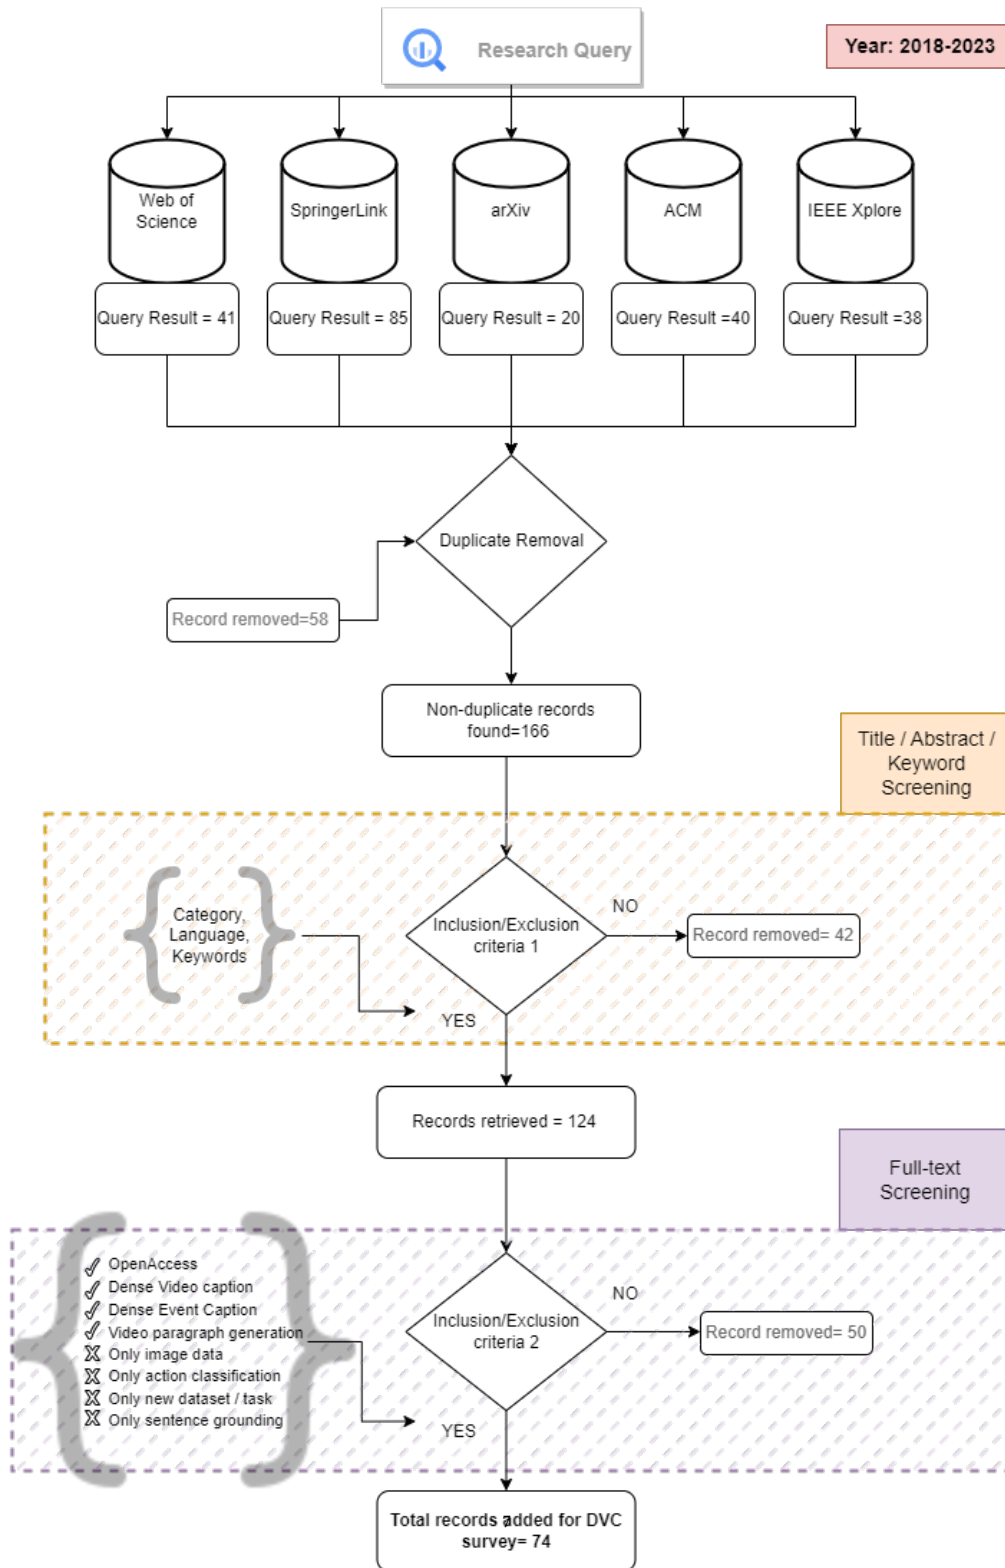 Research Query
Year: 2018-2023
Web of
Science
SpringerLink
arXiv
ACM
IEEE Xplore
Query Result = 41
Query Result = 85
Query Result = 20
Query Result =40
Query Result =38
Duplicate Removal
Record removed=58
Non-duplicate records
found=166
Title / Abstract /
Keyword
Screening
Category,
Language,
Keywords
Inclusion/Exclusion
criteria 1
NO
Record removed= 42
YES
Records retrieved = 124
Full-text
Screening
OpenAccess
Dense Video caption
Dense Event Caption
Video paragraph generation
Only image data
Only action classification
Only new dataset / task
Only sentence grounding
Inclusion/Exclusion
criteria 2
NO
Record removed= 50
YES
Total records added for DVC
survey= 74